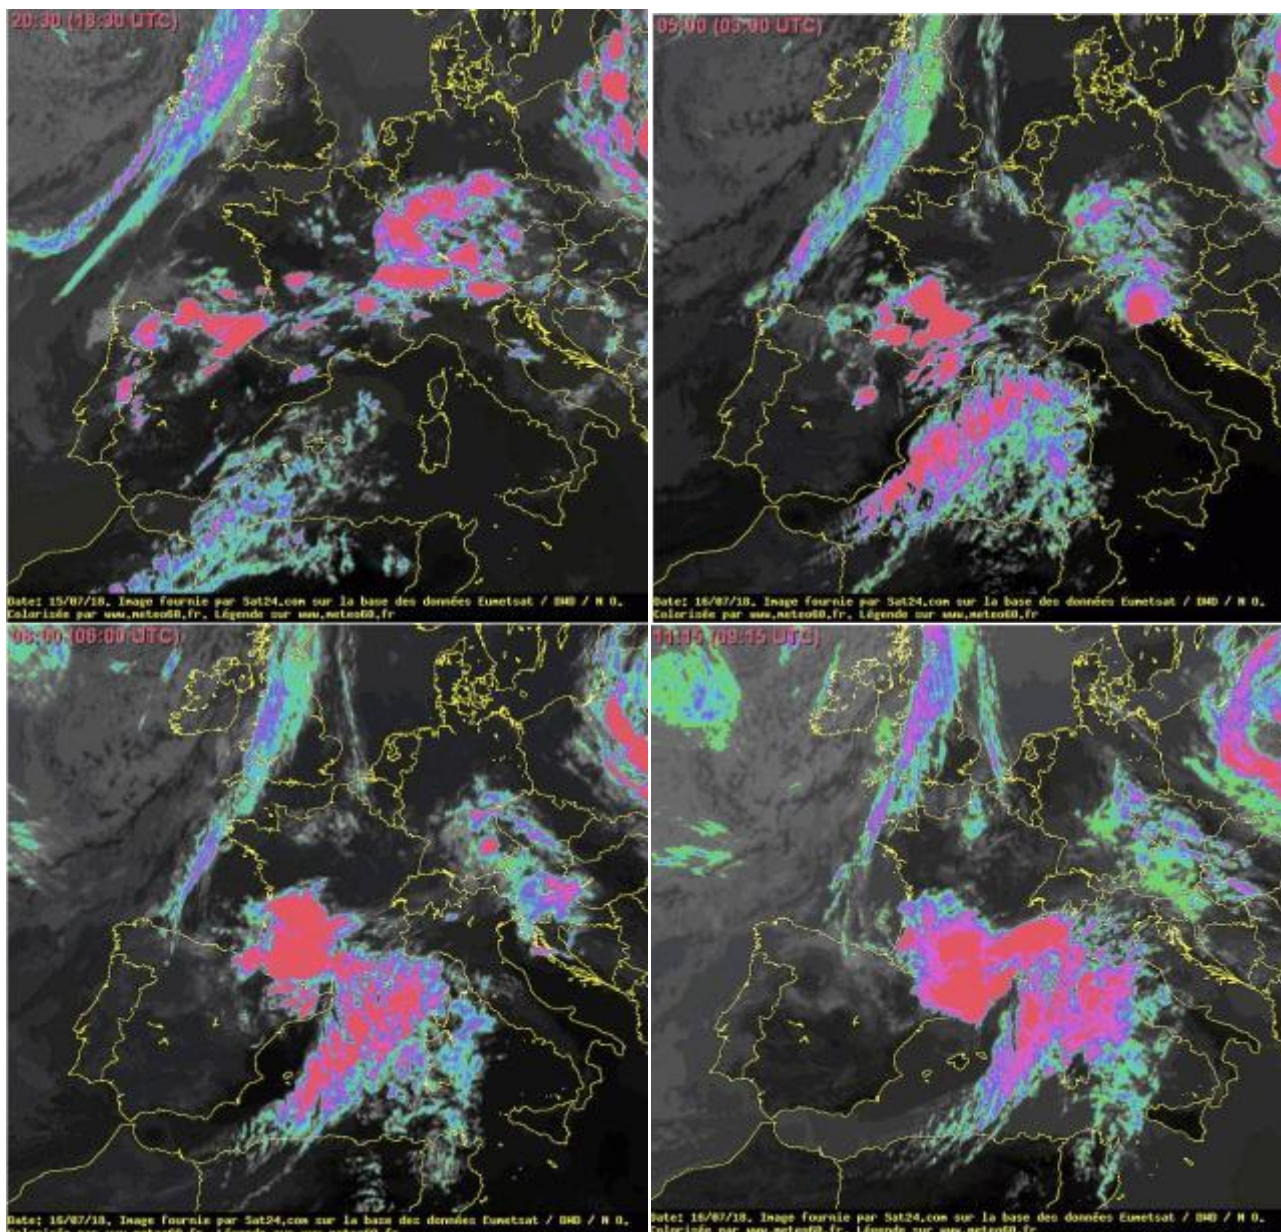 20:30 (18:30 UTC)
05:00 (03:00 UTC)
Date: 15/07/18, Image fournie par Sat24.com sur la base des données Eumetsat / DWD / N O.
Colorisée par www.meteo60.fr. Légende sur www.meteo60.fr
Date: 16/07/18, Image fournie par Sat24.com sur la base des données Eumetsat / DWD / N O.
Colorisée par www.meteo60.fr. Légende sur www.meteo60.fr
08:00 (06:00 UTC)
11:15 (09:15 UTC)
Date: 16/07/18, Image fournie par Sat24.com sur la base des données Eumetsat / DWD / N O.
Date: 16/07/18, Image fournie par Sat24.com sur la base des données Eumetsat / DWD / N O.
Colorisée par www.meteo60.fr. Légende sur www.meteo60.fr